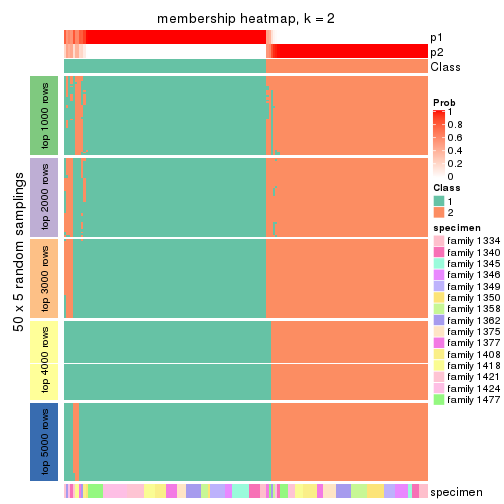 membership heatmap, k = 2
p1
p2
Class
50 x 5 random samplings
top 1000 rows
top 2000 rows
top 3000 rows
top 4000 rows
top 5000 rows
Prob
1
0.8
0.6
0.4
0.2
0
Class
1
2
specimen
family 1334
family 1340
family 1345
family 1346
family 1349
family 1350
family 1358
family 1362
family 1375
family 1377
family 1408
family 1418
family 1421
family 1424
family 1477
specimen